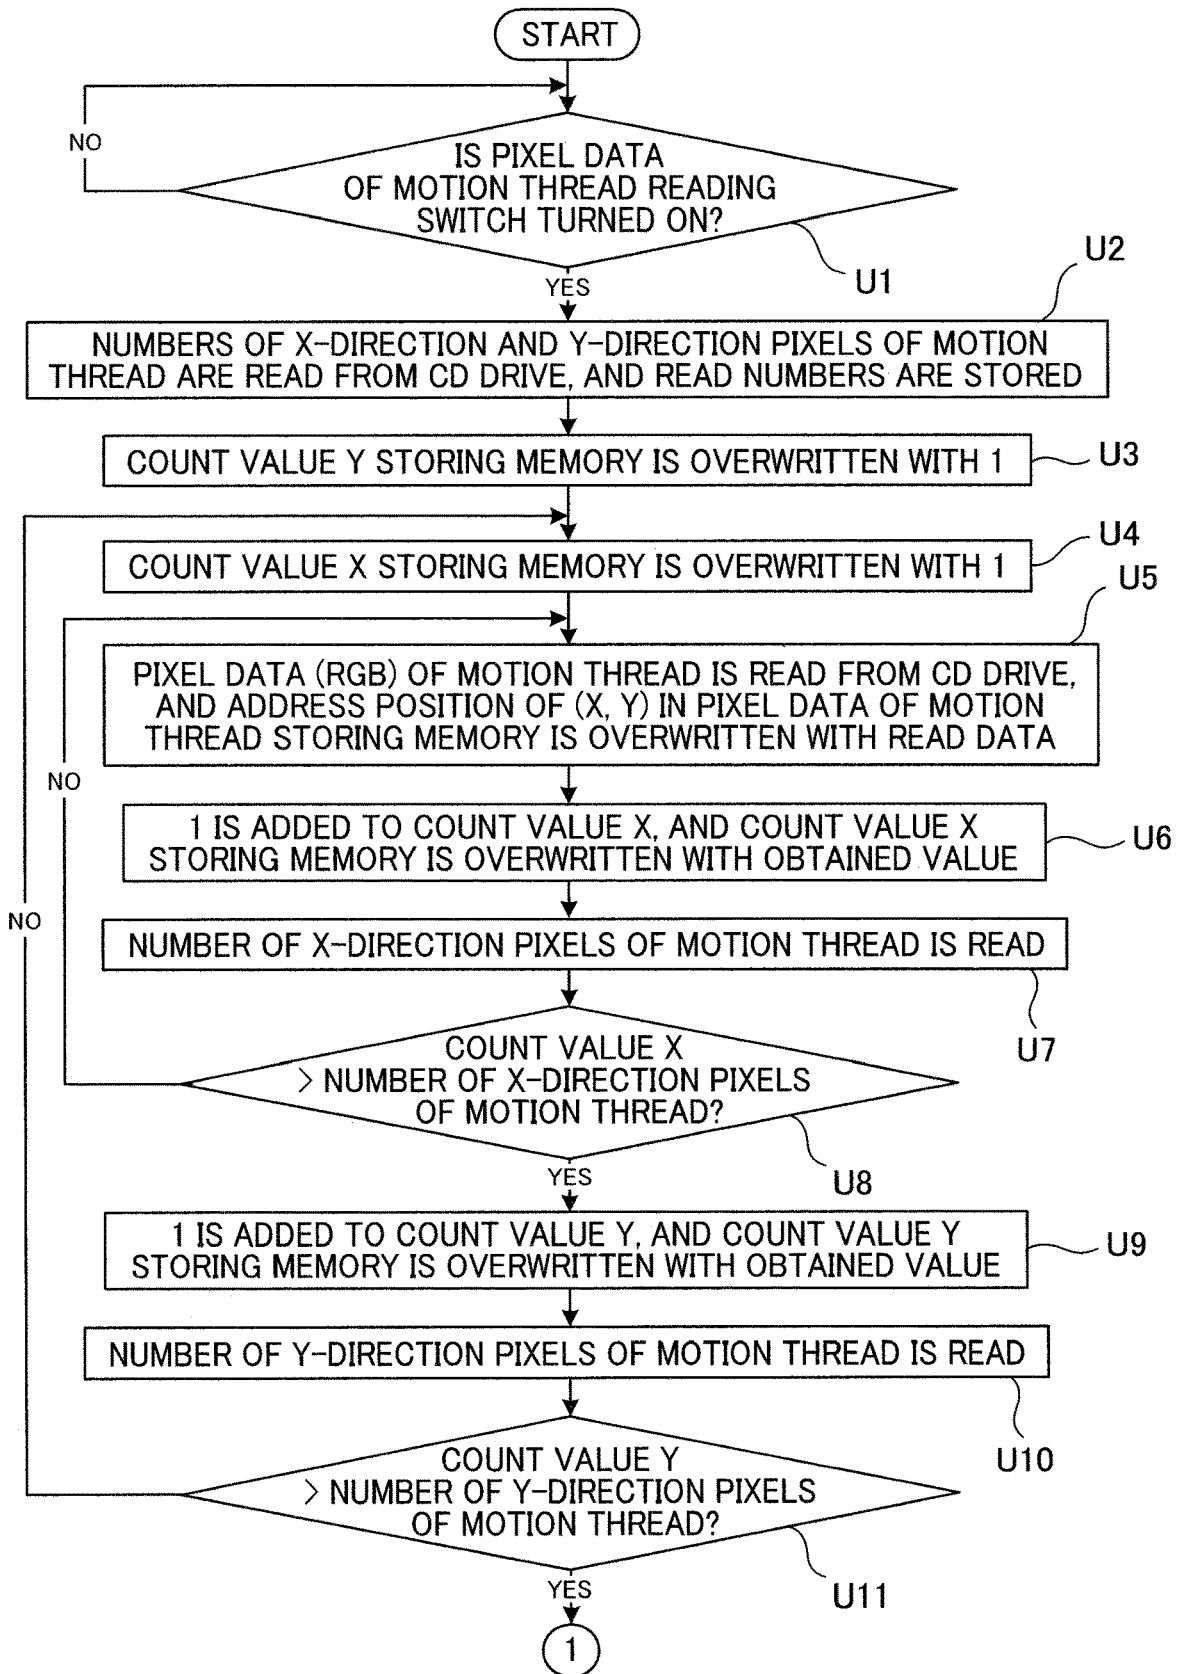 START
NO
IS PIXEL DATA
OF MOTION THREAD READING
SWITCH TURNED ON?
U1
YES
U2
NUMBERS OF X-DIRECTION AND Y-DIRECTION PIXELS OF MOTION
THREAD ARE READ FROM CD DRIVE, AND READ NUMBERS ARE STORED
COUNT VALUE Y STORING MEMORY IS OVERWRITTEN WITH 1
U3
U4
COUNT VALUE X STORING MEMORY IS OVERWRITTEN WITH 1
U5
PIXEL DATA (RGB) OF MOTION THREAD IS READ FROM CD DRIVE,
AND ADDRESS POSITION OF (X, Y) IN PIXEL DATA OF MOTION
THREAD STORING MEMORY IS OVERWRITTEN WITH READ DATA
NO
1 IS ADDED TO COUNT VALUE X, AND COUNT VALUE X
STORING MEMORY IS OVERWRITTEN WITH OBTAINED VALUE
U6
NO
NUMBER OF X-DIRECTION PIXELS OF MOTION THREAD IS READ
U7
COUNT VALUE X
> NUMBER OF X-DIRECTION PIXELS
OF MOTION THREAD?
U8
YES
1 IS ADDED TO COUNT VALUE Y, AND COUNT VALUE Y
STORING MEMORY IS OVERWRITTEN WITH OBTAINED VALUE
U9
NUMBER OF Y-DIRECTION PIXELS OF MOTION THREAD IS READ
U10
COUNT VALUE Y
> NUMBER OF Y-DIRECTION PIXELS
OF MOTION THREAD?
U11
YES
1